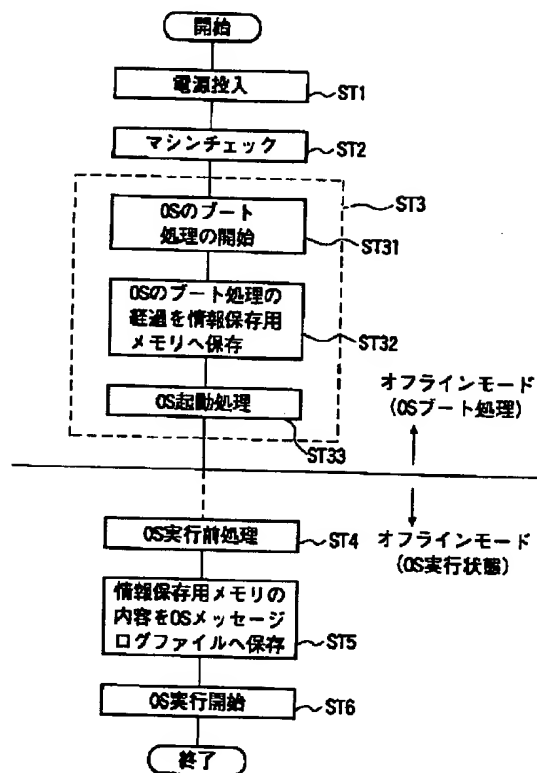 開始
電源投入
ST1
マシンチェック
ST2
ST3
OSのブート
処理の開始
ST31
OSのブート処理の
経過を情報保存用
メモリへ保存
ST32
OS起動処理
ST33
オフラインモード
(OSブート処理)
OS実行前処理
ST4
オフラインモード
(OS実行状態)
情報保存用メモリの
内容をOSメッセージ
ログファイルへ保存
ST5
OS実行開始
ST6
終了